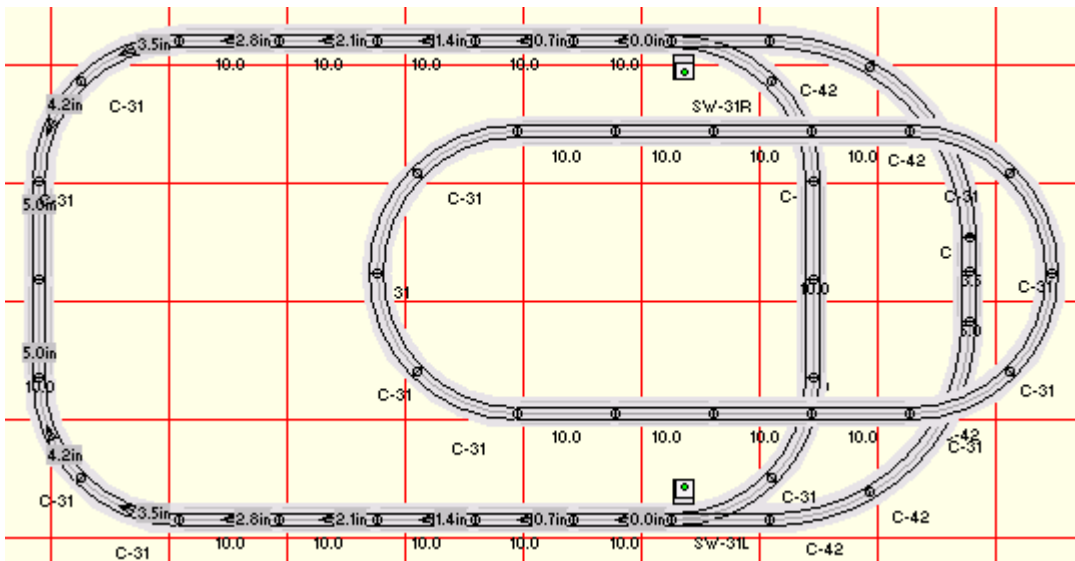 3.5in 2.8in 2.1in 1.4in 0.7in 0.0in
10.0 10.0 10.0 10.0 10.0
C-42
4.2in C-31 SW-31R
10.0 10.0 10.0 10.0 C-42
5.0in C-31 C-31 C- C-31
C
31 10.0 3.5 C-31
5.0
5.0in
10.0 C-31 C-31
4.2in C-31 10.0 10.0 10.0 10.0 C-42
C-31
C-31 C-31
3.5in 2.8in 2.1in 1.4in 0.7in 0.0in C-42
C-31 10.0 10.0 10.0 10.0 10.0 SW-31L C-42